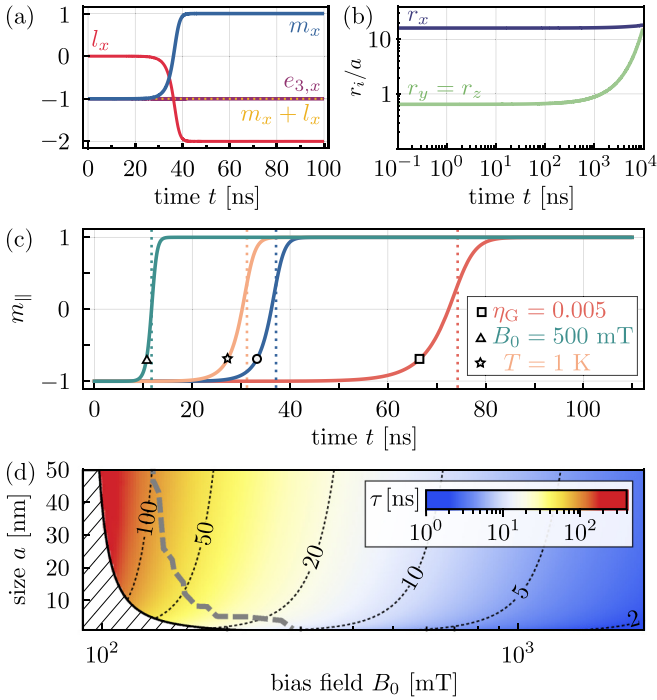 (a)
1
0
−1
−2
l_x
m_x
e_{3,x}
m_x + l_x
0 20 40 60 80 100
time t [ns]
(b)
r_i/a
10
1
r_x
r_y = r_z
10^{-1} 10^0 10^1 10^2 10^3 10^4
time t [ns]
(c)
m_∥
1
0
−1
η_G = 0.005
B_0 = 500 mT
T = 1 K
0 20 40 60 80 100
time t [ns]
(d)
size a [nm]
50
40
30
20
10
100
50
20
10
5
2
τ [ns]
10^0 10^1 10^2
10^2 10^3
bias field B_0 [mT]